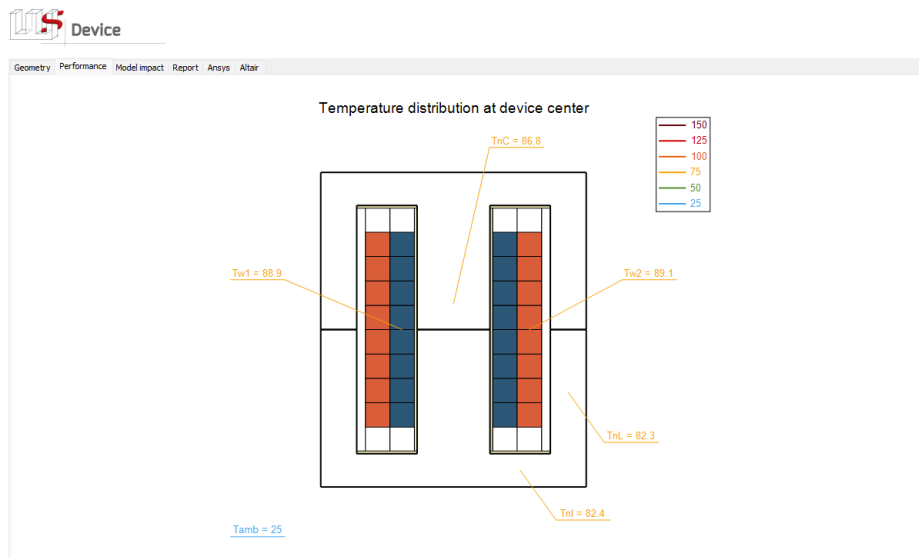 Device
Geometry Performance Model impact Report Ansys Altair
Temperature distribution at device center
150
125
100
75
50
25
TnC = 86.8
Tw1 = 88.9
Tw2 = 89.1
TnL = 82.3
TnI = 82.4
Tamb = 25